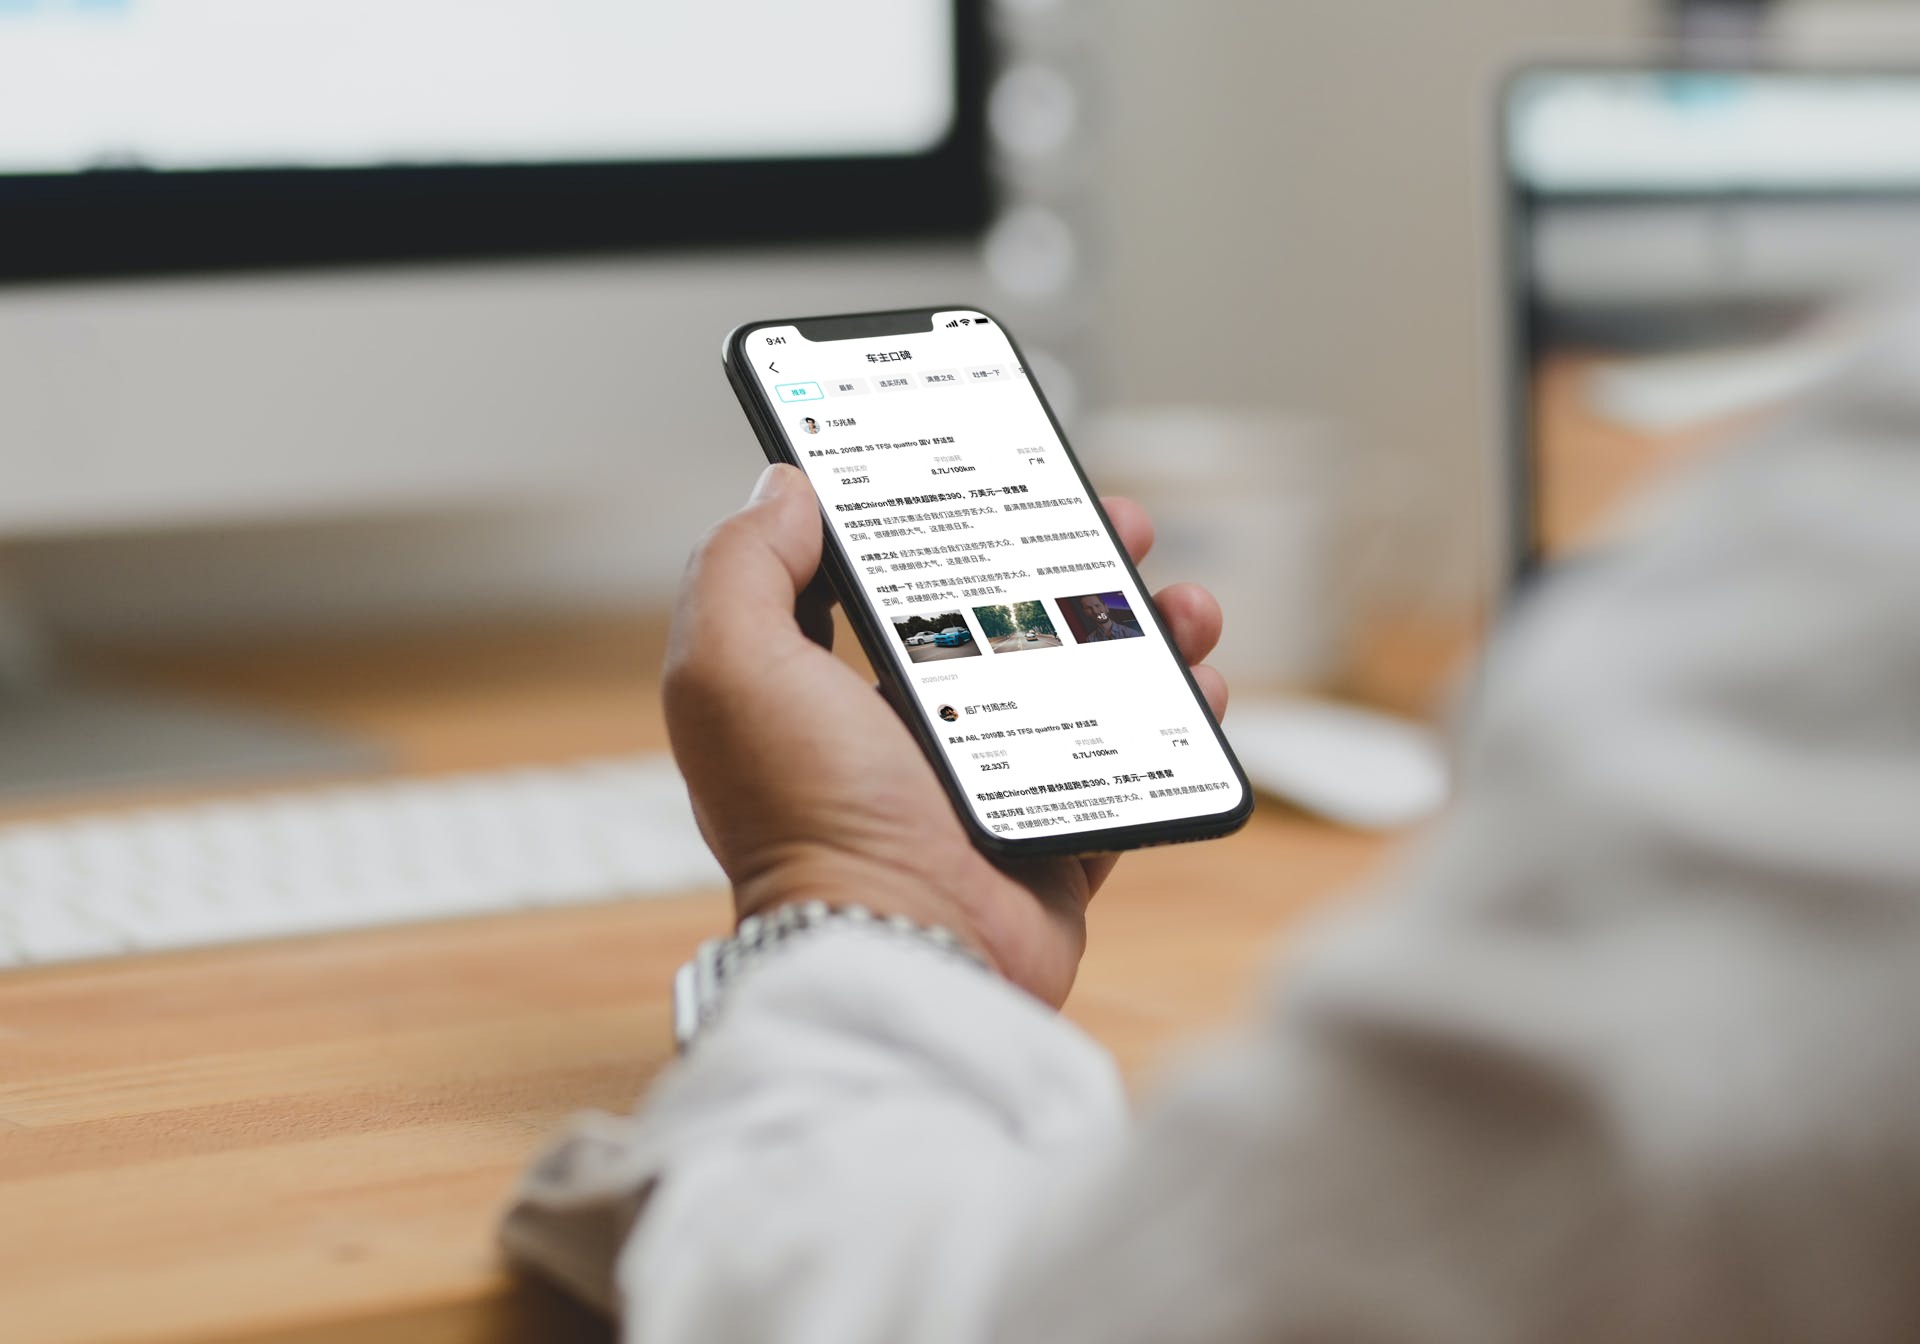 9:41
车主口碑
推荐 最新 选买历程 满意之处 吐槽一下
7.5兆赫
奥迪 A6L 2019款 35 TFSI quattro 国V 舒适型
裸车购买价 平均油耗 购买地点
22.33万 8.7L/100km 广州
布加迪Chiron世界最快超跑卖390，万美元一夜售罄
#选买历程 经济实惠适合我们这些劳苦大众， 最满意就是颜值和车内
空间，很硬朗很大气，这是很日系。
#满意之处 经济实惠适合我们这些劳苦大众， 最满意就是颜值和车内
空间，很硬朗很大气，这是很日系。
#吐槽一下 经济实惠适合我们这些劳苦大众， 最满意就是颜值和车内
空间，很硬朗很大气，这是很日系。
+5
2020/04/21
后厂村周杰伦
奥迪 A6L 2019款 35 TFSI quattro 国V 舒适型
裸车购买价 平均油耗 购买地点
22.33万 8.7L/100km 广州
布加迪Chiron世界最快超跑卖390，万美元一夜售罄
#选买历程 经济实惠适合我们这些劳苦大众， 最满意就是颜值和车内
空间，很硬朗很大气，这是很日系。